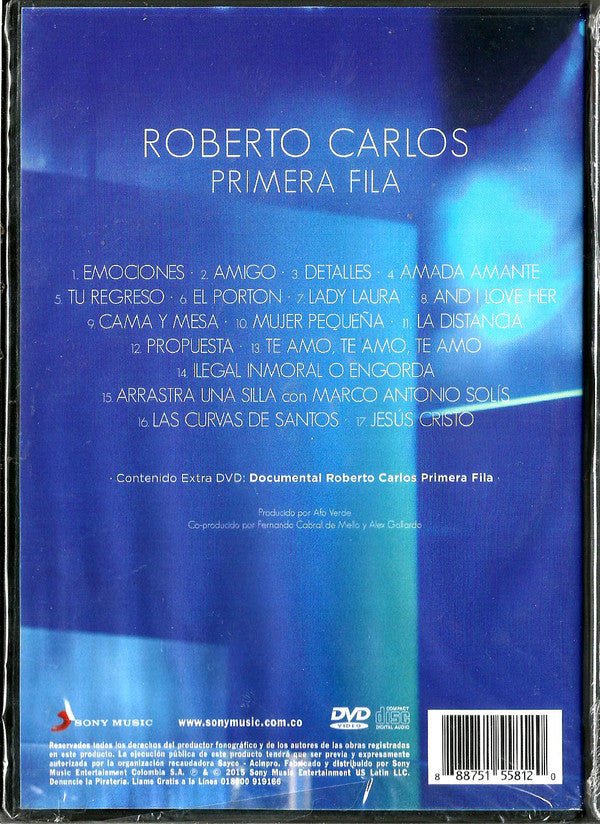 ROBERTO CARLOS
PRIMERA FILA
1. EMOCIONES · 2. AMIGO · 3. DETALLES · 4. AMADA AMANTE
5. TU REGRESO · 6. EL PORTON · 7. LADY LAURA · 8. AND I LOVE HER
9. CAMA Y MESA · 10. MUJER PEQUEÑA · 11. LA DISTANCIA
12. PROPUESTA · 13. TE AMO, TE AMO, TE AMO
14. ILEGAL INMORAL O ENGORDA
15. ARRASTRA UNA SILLA con MARCO ANTONIO SOLÍS
16. LAS CURVAS DE SANTOS · 17. JESÚS CRISTO
· Contenido Extra DVD: Documental Roberto Carlos Primera Fila ·
Producido por Afo Verde
Co-producido por Fernando Cabral de Mello y Alex Gallardo
SONY MUSIC
www.sonymusic.com.co
DVD VIDEO
COMPACT disc DIGITAL AUDIO
Reservados todos los derechos del productor fonográfico y de los autores de las obras registradas
en este producto. La ejecución pública de este producto tendrá que ser previa y expresamente
autorizada por la organización recaudadora Sayco - Acinpro. Fabricado y distribuido por Sony
Music Entertainment Colombia S.A. ℗ & © 2015 Sony Music Entertainment US Latin LLC.
Denuncie la Piratería. Llame Gratis a la Línea 018000 919166
8 88751 55812 0